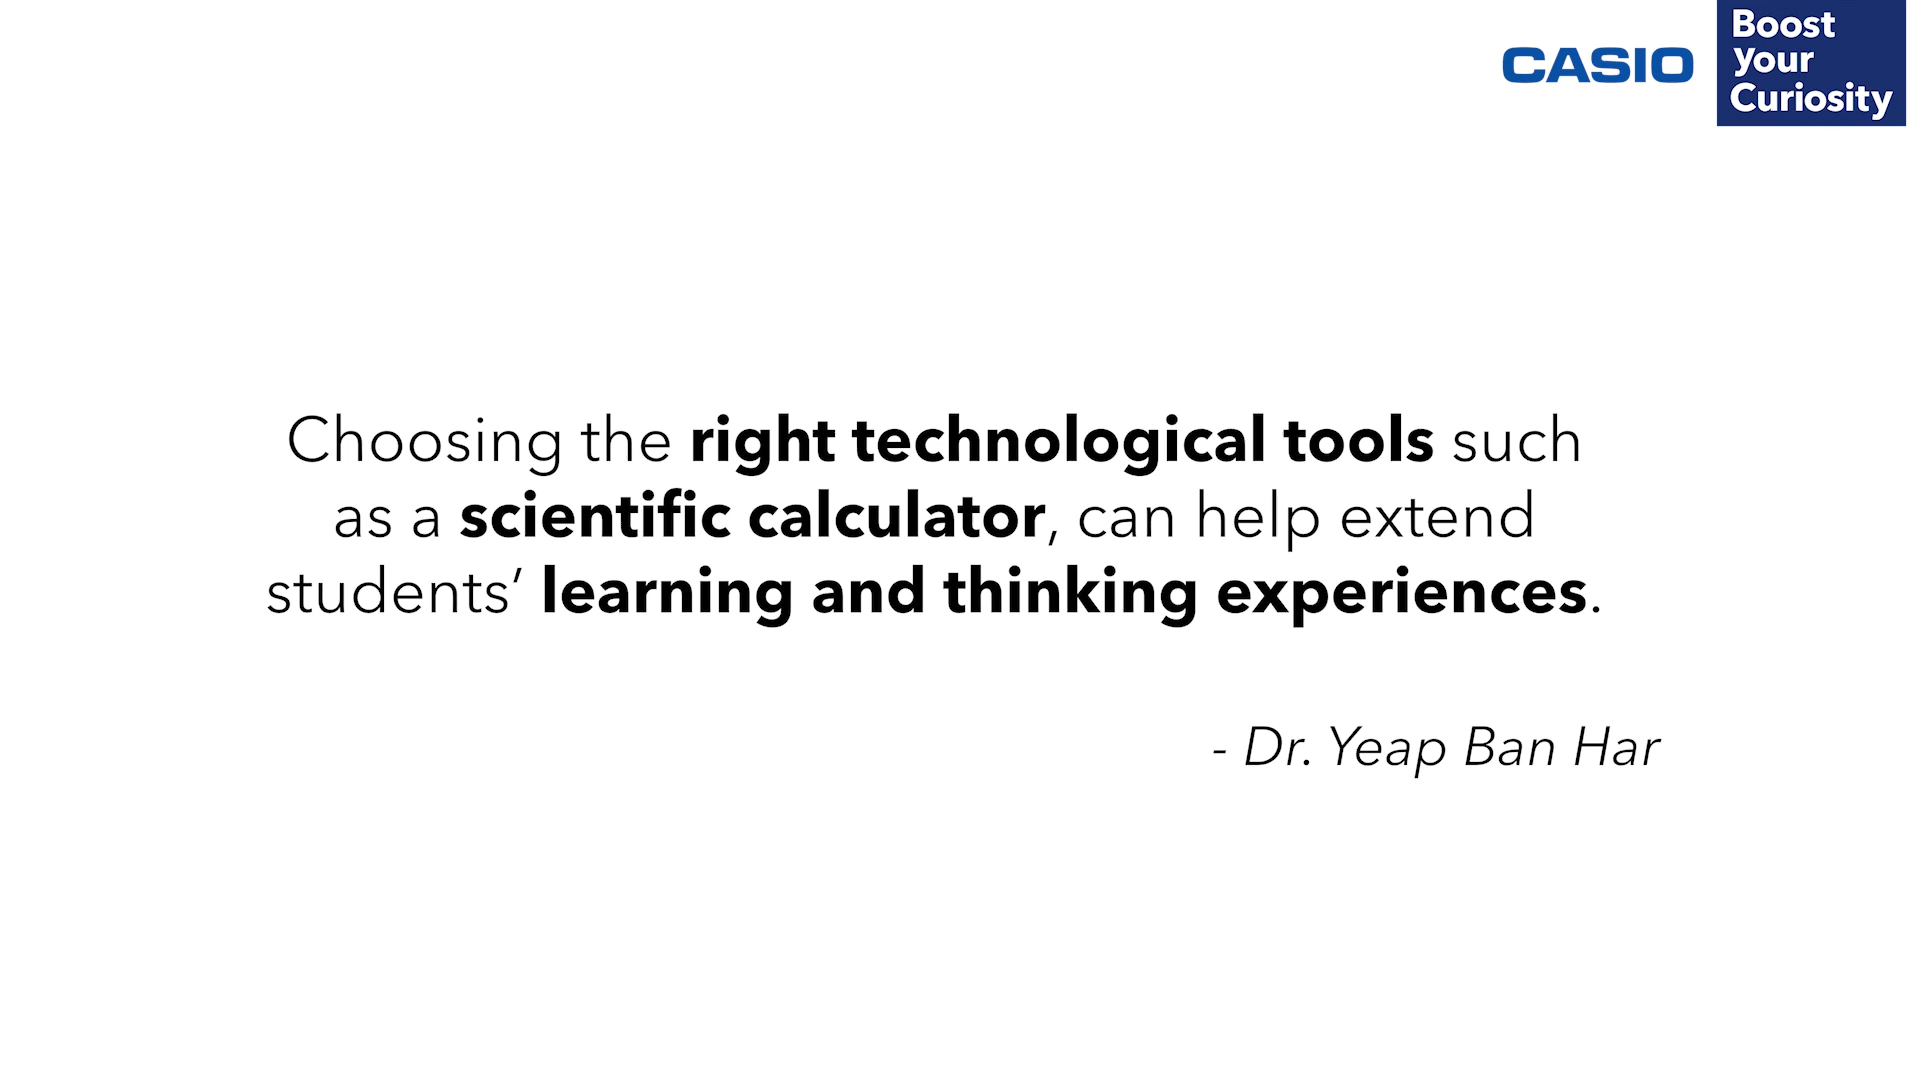 CASIO
Boost
Your
Curiosity
Choosing the right technological tools such
as a scientific calculator, can help extend
students’ learning and thinking experiences.
- Dr. Yeap Ban Har